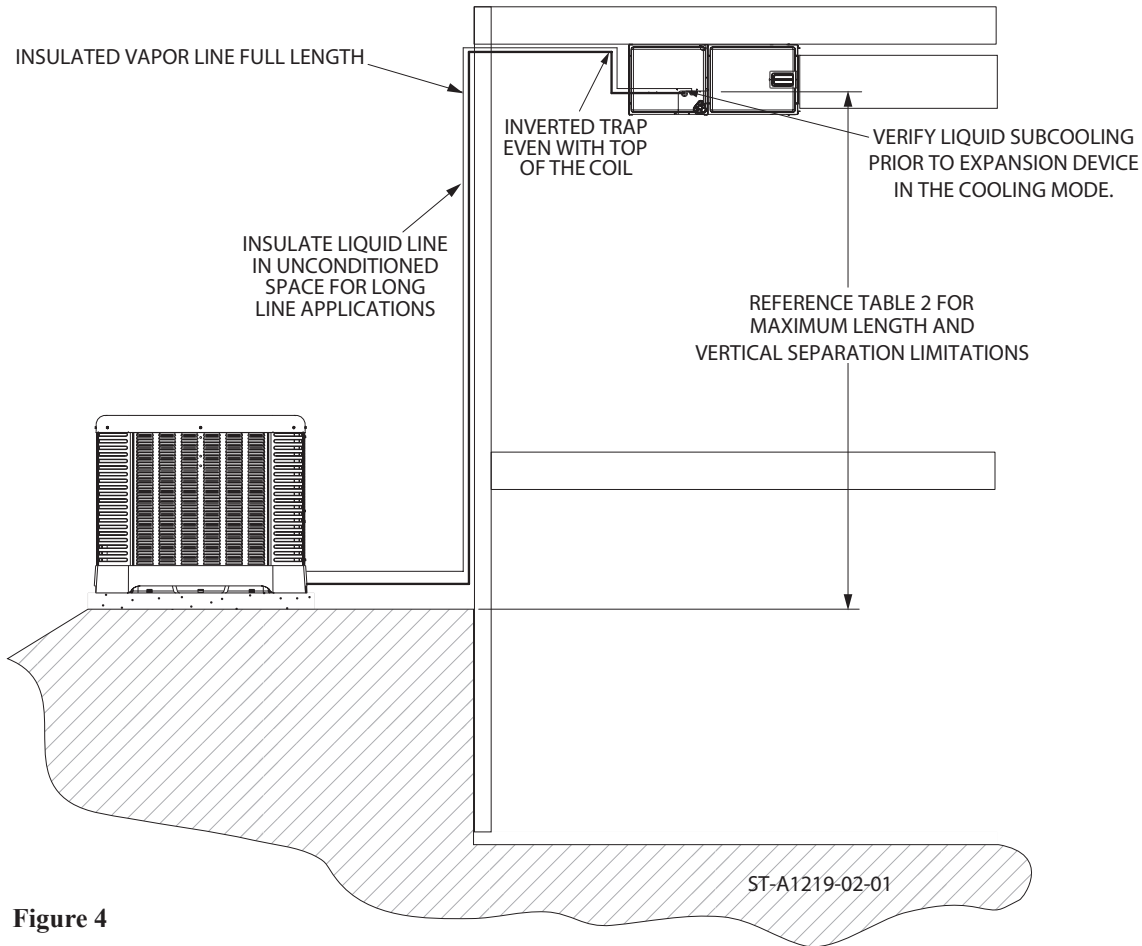 INSULATED VAPOR LINE FULL LENGTH
INVERTED TRAP
EVEN WITH TOP
OF THE COIL
VERIFY LIQUID SUBCOOLING
PRIOR TO EXPANSION DEVICE
IN THE COOLING MODE.
INSULATE LIQUID LINE
IN UNCONDITIONED
SPACE FOR LONG
LINE APPLICATIONS
REFERENCE TABLE 2 FOR
MAXIMUM LENGTH AND
VERTICAL SEPARATION LIMITATIONS
ST-A1219-02-01
Figure 4